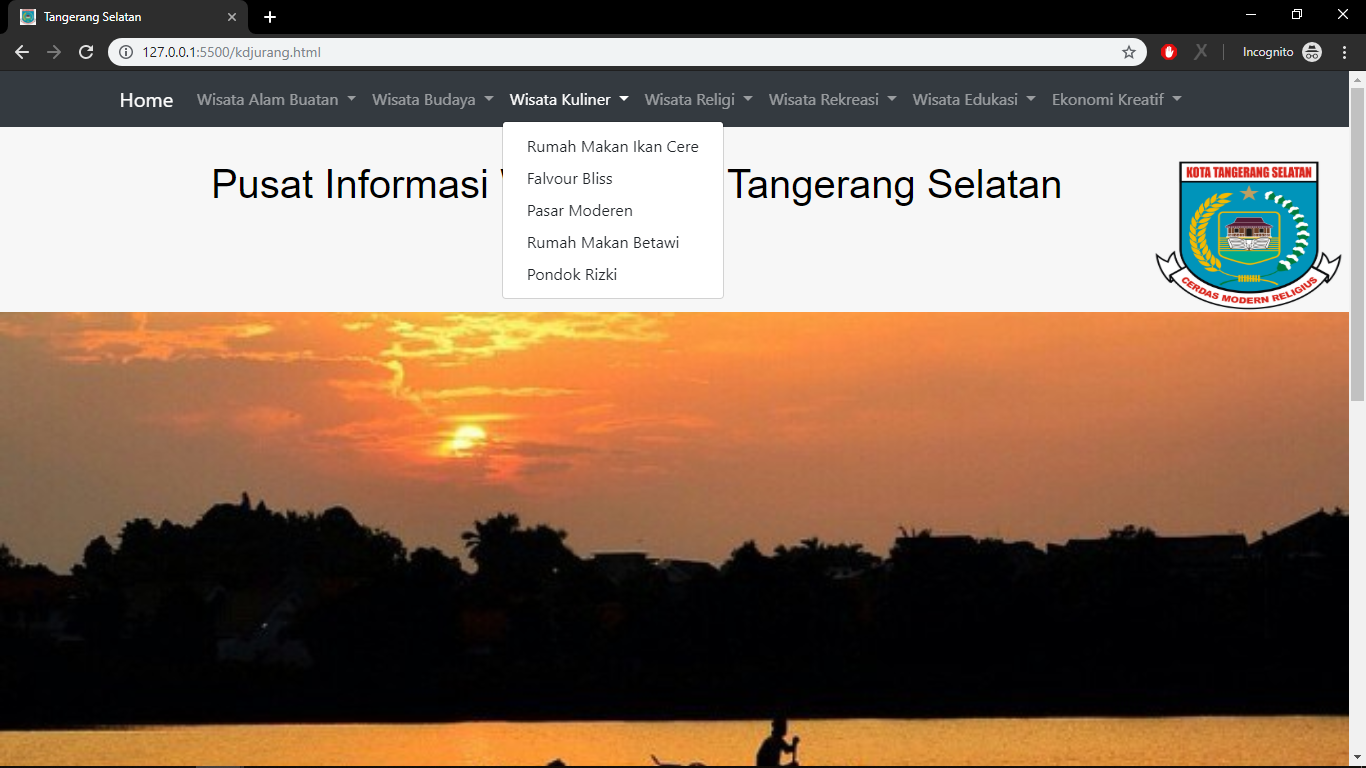 Tangerang Selatan
127.0.0.1:5500/kdjurang.html
Incognito
Home Wisata Alam Buatan Wisata Budaya Wisata Kuliner Wisata Religi Wisata Rekreasi Wisata Edukasi Ekonomi Kreatif
Rumah Makan Ikan Cere
Falvour Bliss
Pasar Moderen
Rumah Makan Betawi
Pondok Rizki
Pusat Informasi Tangerang Selatan
KOTA TANGERANG SELATAN
CERDAS MODERN RELIGIUS